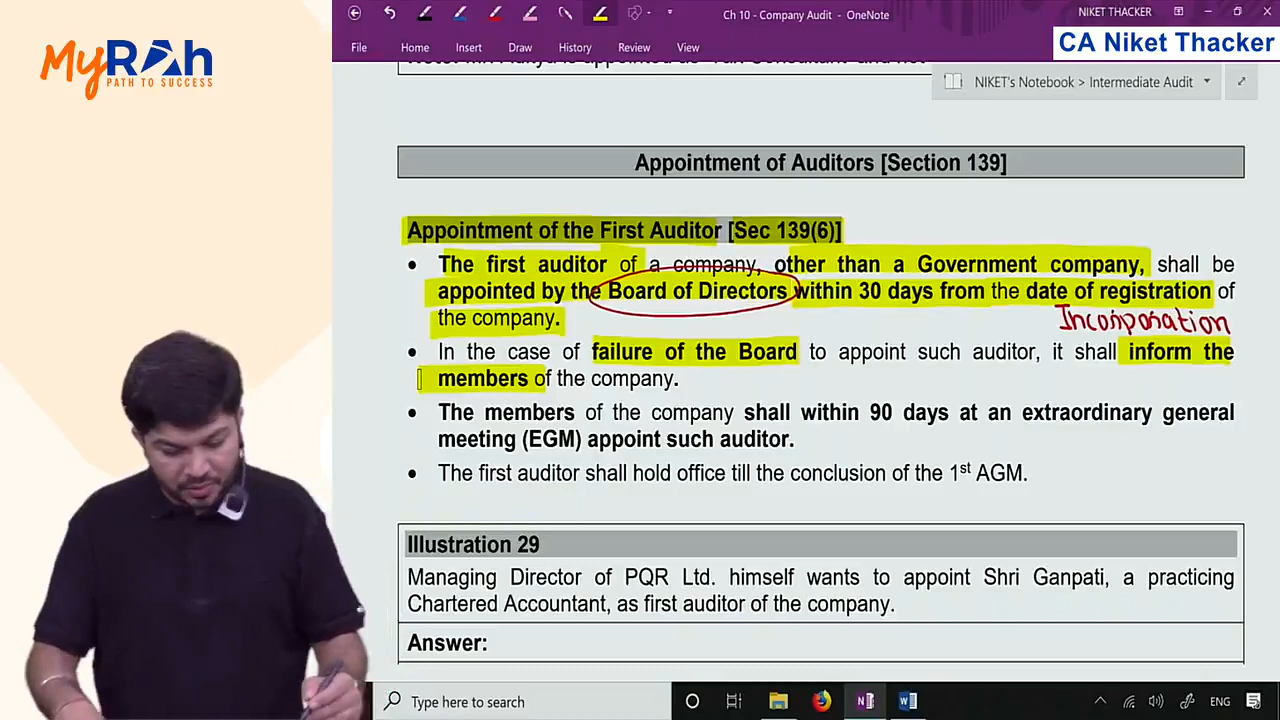 MyRAh
PATH TO SUCCESS
Ch 10 - Company Audit - OneNote
NIKET THACKER
File Home Insert Draw History Review View
CA Niket Thacker
NIKET's Notebook > Intermediate Audit
Appointment of Auditors [Section 139]
Appointment of the First Auditor [Sec 139(6)]
• The first auditor of a company, other than a Government company, shall be
appointed by the Board of Directors within 30 days from the date of registration of
the company.
Incorporation
• In the case of failure of the Board to appoint such auditor, it shall inform the
members of the company.
• The members of the company shall within 90 days at an extraordinary general
meeting (EGM) appoint such auditor.
• The first auditor shall hold office till the conclusion of the 1st AGM.
Illustration 29
Managing Director of PQR Ltd. himself wants to appoint Shri Ganpati, a practicing
Chartered Accountant, as first auditor of the company.
Answer:
Type here to search
ENG